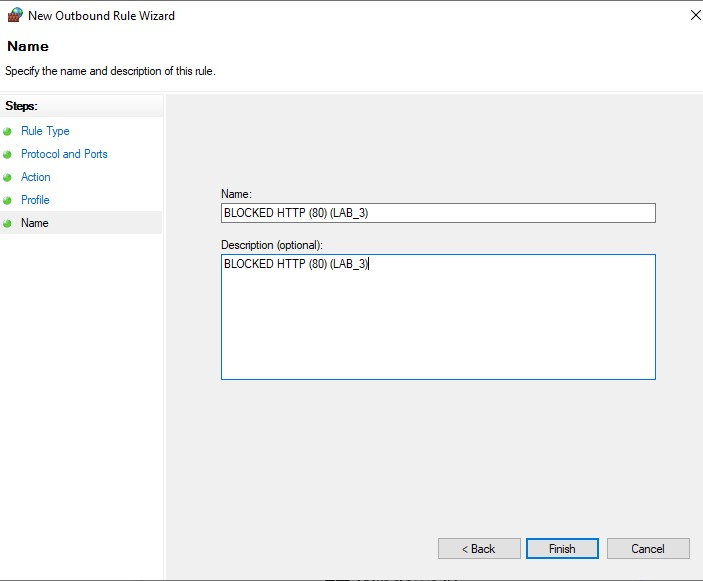 New Outbound Rule Wizard
Name
Specify the name and description of this rule.
Steps:
Rule Type
Protocol and Ports
Action
Profile
Name
Name:
BLOCKED HTTP (80) (LAB_3)
Description (optional):
BLOCKED HTTP (80) (LAB_3)
< Back
Finish
Cancel